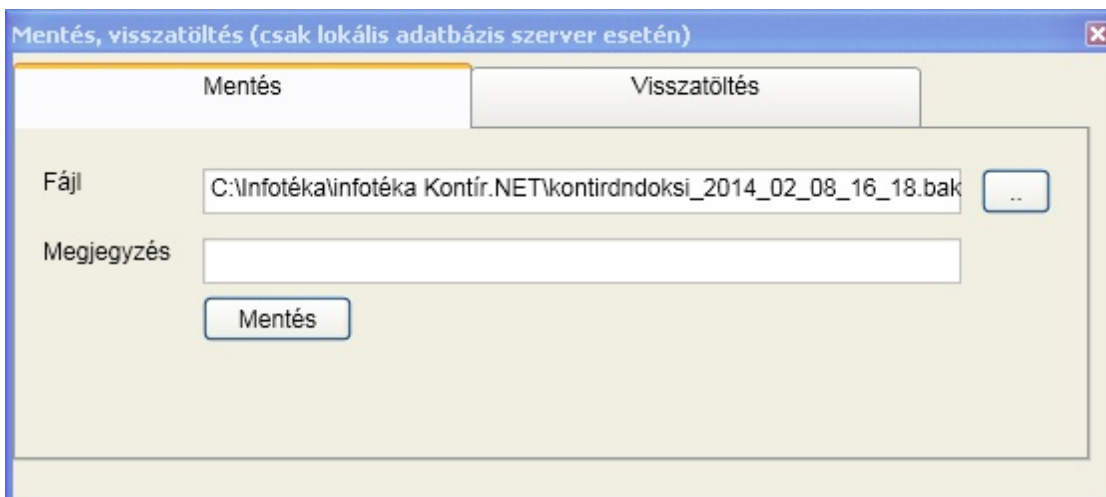 Mentés, visszatöltés (csak lokális adatbázis szerver esetén)
Mentés Visszatöltés
Fájl C:\Infotéka\infotéka Kontír.NET\kontirdndoksi_2014_02_08_16_18.bak ..
Megjegyzés
Mentés